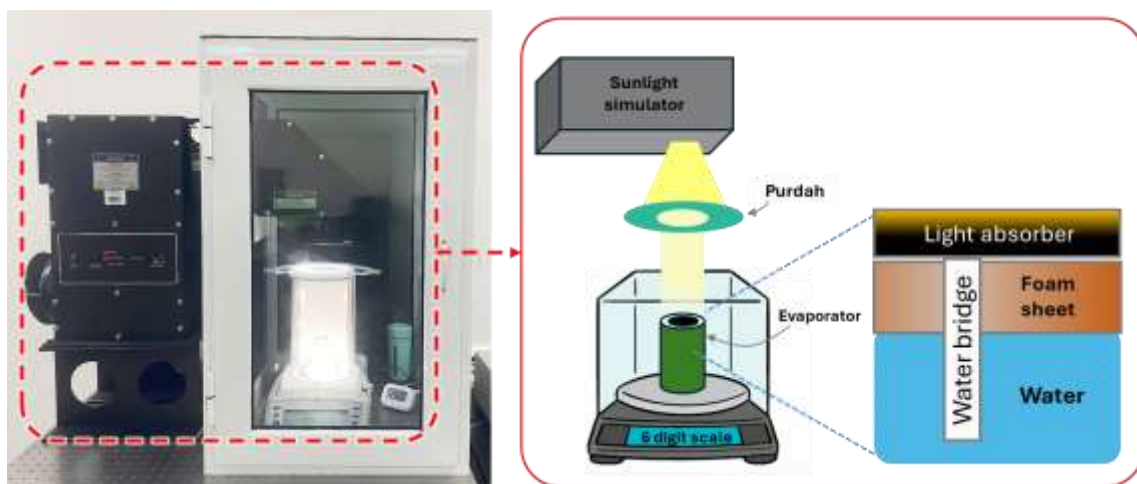 Sunlight
simulator
Purdah
Evaporator
6 digit scale
Light absorber
Foam
sheet
Water bridge
Water